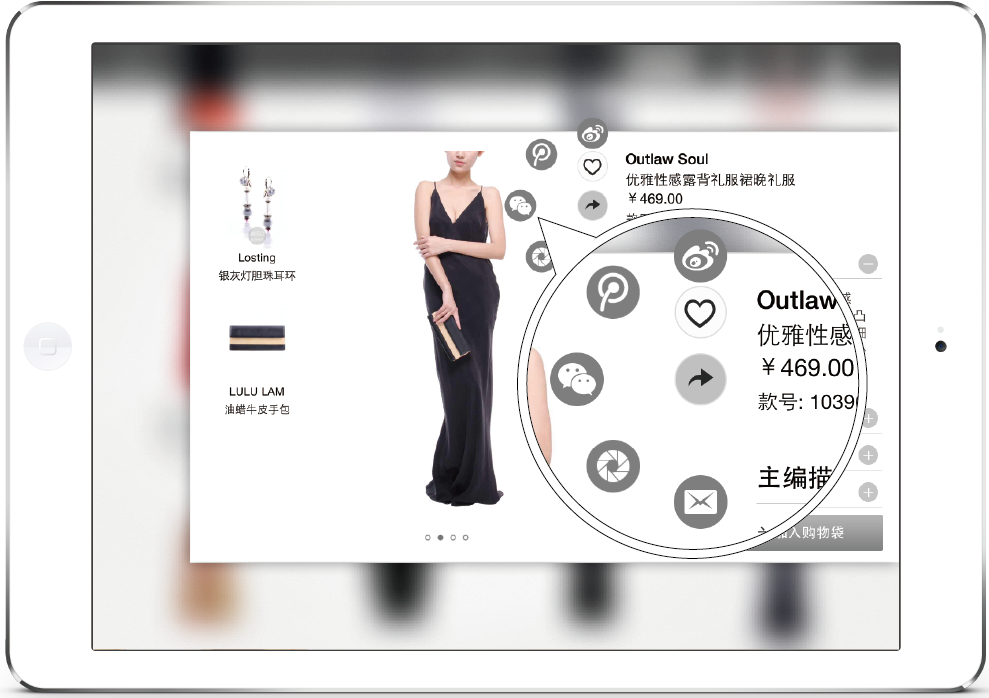 Losting
银灰灯胆珠耳环
LULU LAM
油蜡牛皮手包
Outlaw Soul
优雅性感露背礼服裙晚礼服
￥469.00
Outlaw
优雅性感
￥469.00
款号: 1039
主编描
加入购物袋